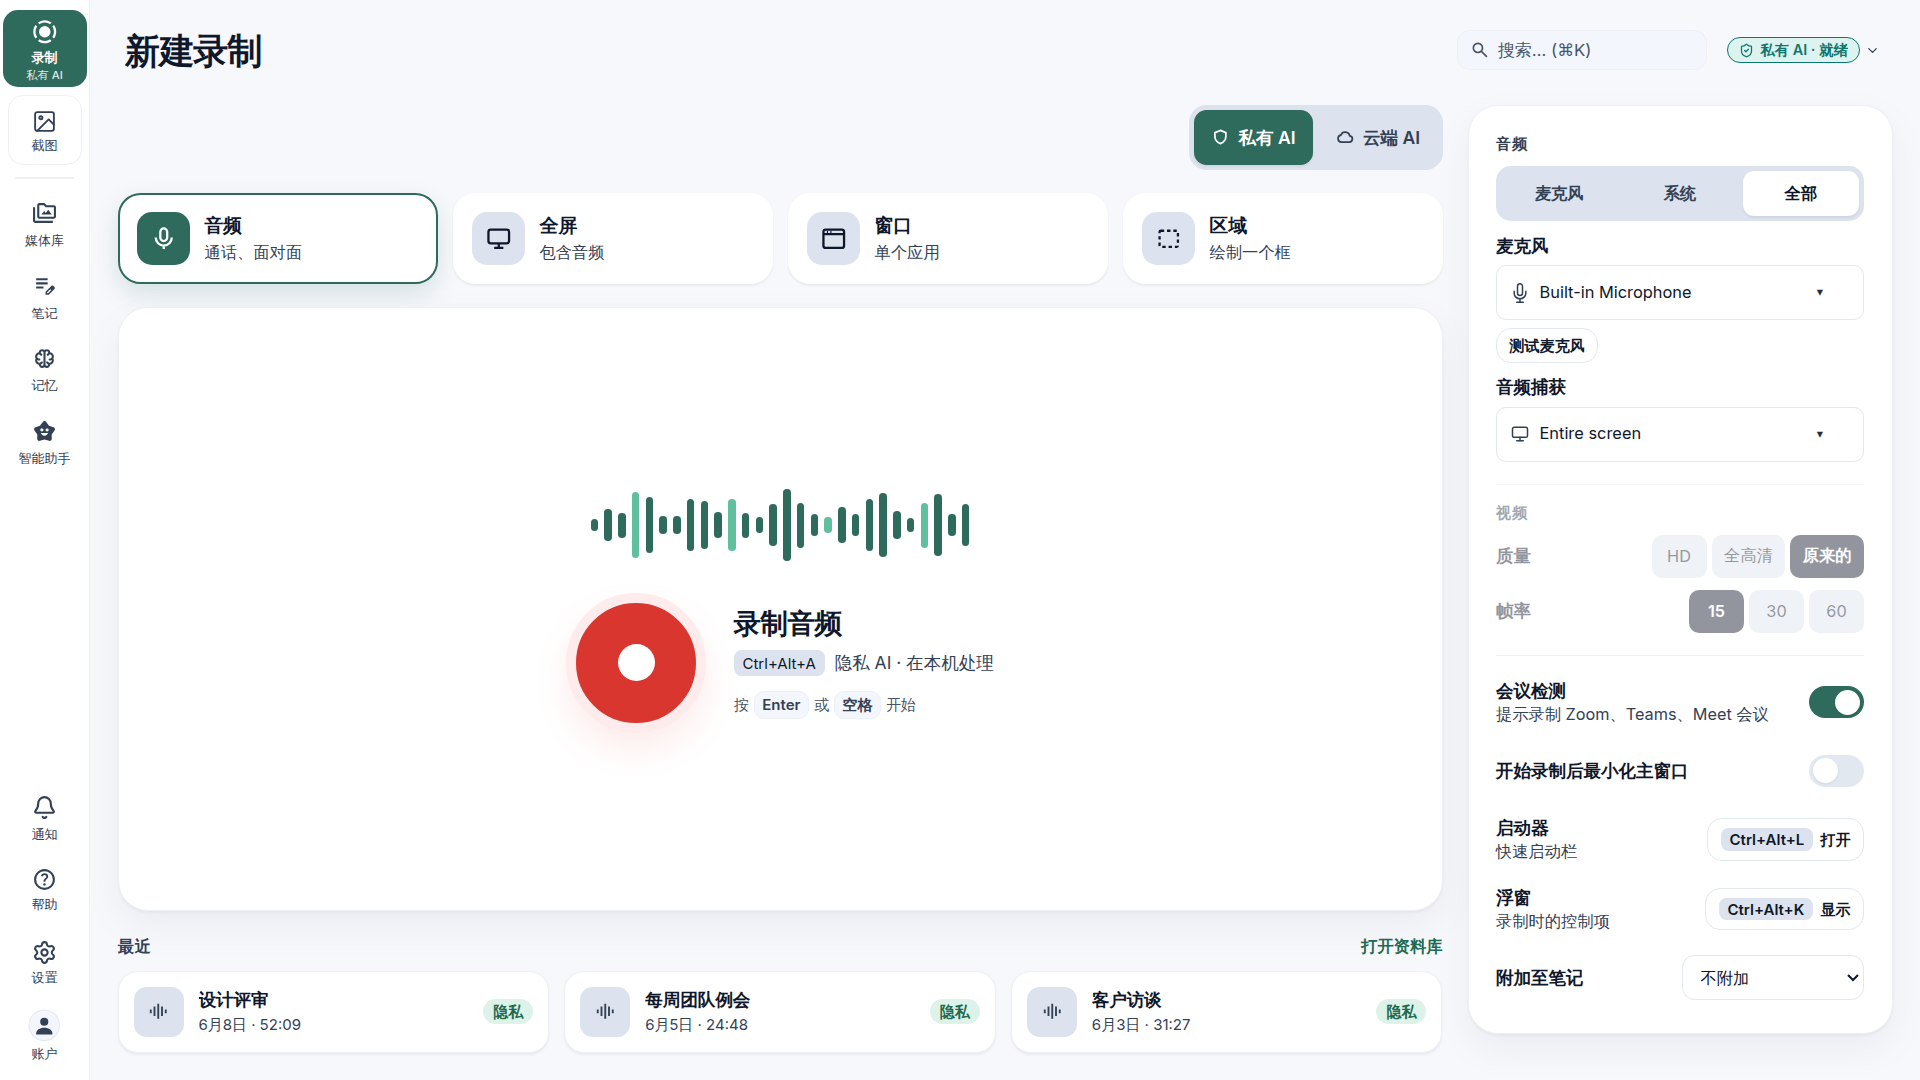 录制
私有 AI
截图
媒体库
笔记
记忆
智能助手
通知
帮助
设置
账户
新建录制
搜索... (⌘K)
私有 AI · 就绪
私有 AI
云端 AI
音频
通话、面对面
全屏
包含音频
窗口
单个应用
区域
绘制一个框
录制音频
Ctrl+Alt+A 隐私 AI · 在本机处理
按 Enter 或 空格 开始
最近
打开资料库
设计评审
6月8日 · 52:09
隐私
每周团队例会
6月5日 · 24:48
隐私
客户访谈
6月3日 · 31:27
隐私
音频
麦克风 系统 全部
麦克风
Built-in Microphone
测试麦克风
音频捕获
Entire screen
视频
质量 HD 全高清 原来的
帧率 15 30 60
会议检测
提示录制 Zoom、Teams、Meet 会议
开始录制后最小化主窗口
启动器
快速启动栏
Ctrl+Alt+L 打开
浮窗
录制时的控制项
Ctrl+Alt+K 显示
附加至笔记 不附加